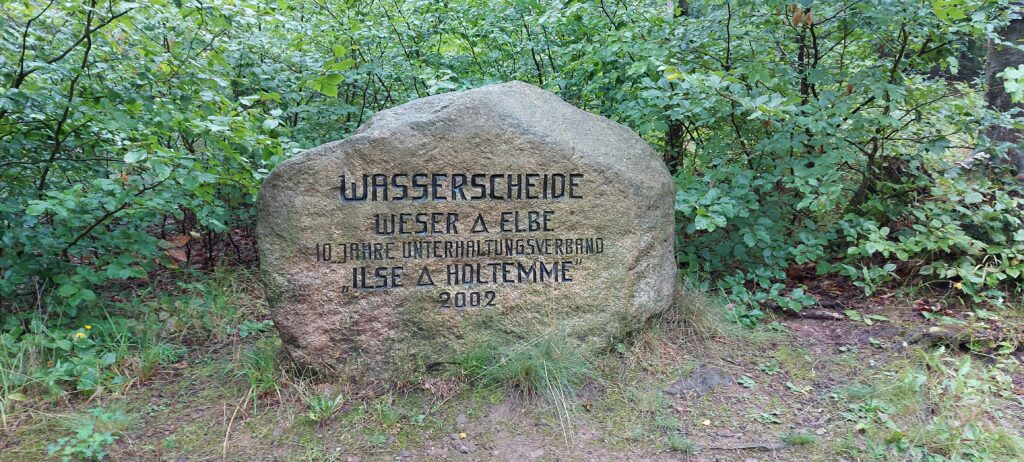 WASSERSCHEIDE
WESER △ ELBE
10 JAHRE UNTERHALTUNGSVERBAND
„ILSE △ HOLTEMME"
2002